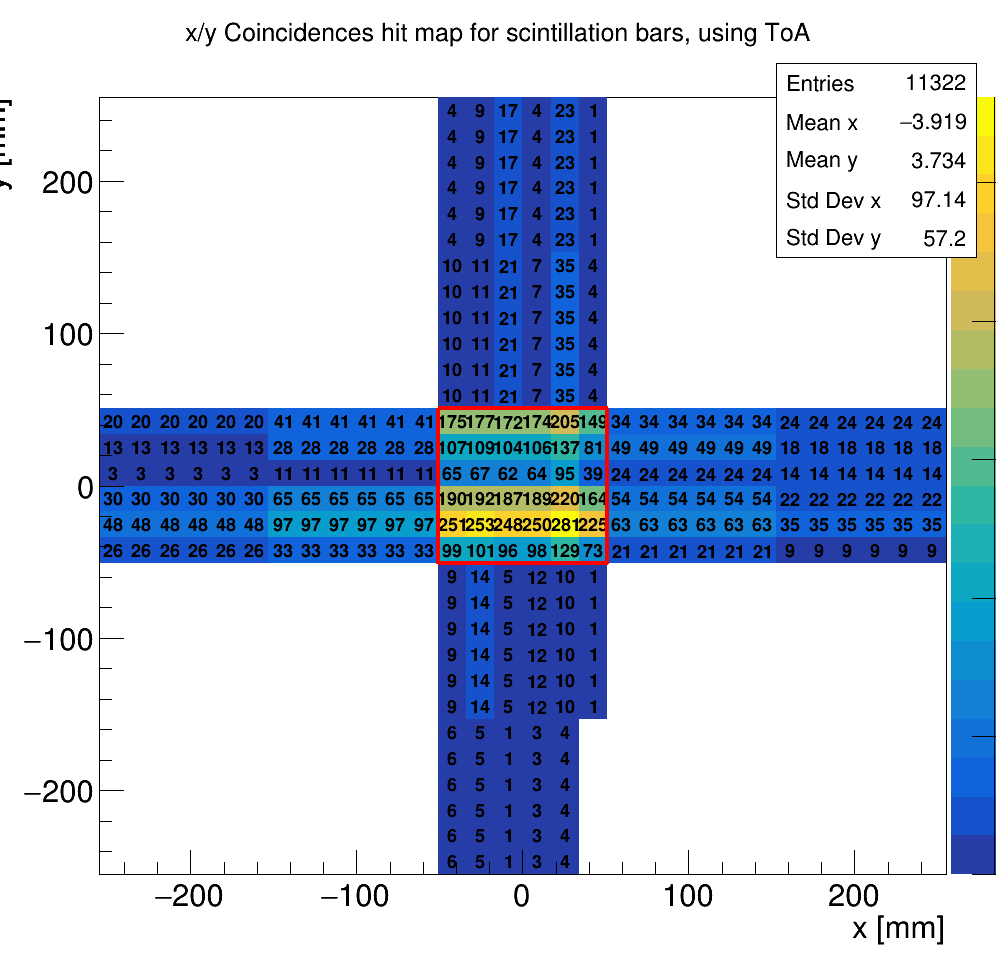 x/y Coincidences hit map for scintillation bars, using ToA
Entries 11322
Mean x −3.919
Mean y 3.734
Std Dev x 97.14
Std Dev y 57.2
y [mm]
4 9 17 4 23 1
4 9 17 4 23 1
4 9 17 4 23 1
200 4 9 17 4 23 1
4 9 17 4 23 1
4 9 17 4 23 1
10 11 21 7 35 4
10 11 21 7 35 4
10 11 21 7 35 4
100 10 11 21 7 35 4
10 11 21 7 35 4
10 11 21 7 35 4
20 20 20 20 20 20 41 41 41 41 41 41 175 177 172 174 205 149 34 34 34 34 34 34 24 24 24 24 24 24
13 13 13 13 13 13 28 28 28 28 28 28 107 109 104 106 137 81 49 49 49 49 49 49 18 18 18 18 18 18
3 3 3 3 3 3 11 11 11 11 11 11 65 67 62 64 95 39 24 24 24 24 24 24 14 14 14 14 14 14
0 30 30 30 30 30 30 65 65 65 65 65 65 190 192 187 189 220 164 54 54 54 54 54 54 22 22 22 22 22 22
48 48 48 48 48 48 97 97 97 97 97 97 251 253 248 250 281 225 63 63 63 63 63 63 35 35 35 35 35 35
26 26 26 26 26 26 33 33 33 33 33 33 99 101 96 98 129 73 21 21 21 21 21 21 9 9 9 9 9 9
9 14 5 12 10 1
9 14 5 12 10 1
9 14 5 12 10 1
−100 9 14 5 12 10 1
9 14 5 12 10 1
9 14 5 12 10 1
6 5 1 3 4
6 5 1 3 4
−200 6 5 1 3 4
6 5 1 3 4
6 5 1 3 4
6 5 1 3 4
−200 −100 0 100 200
x [mm]